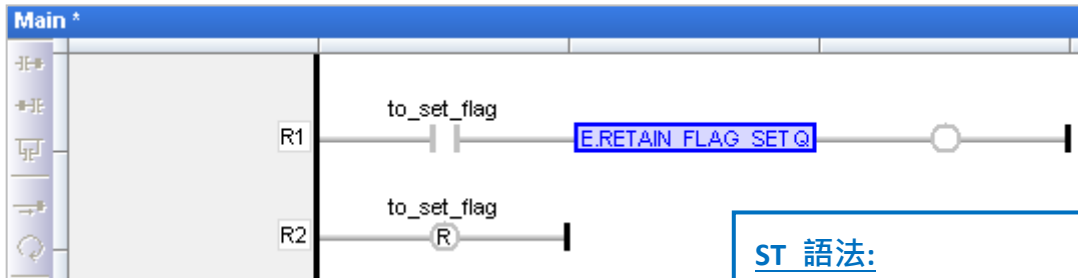 Main *
to_set_flag
R1
E.RETAIN_FLAG_SET Q
to_set_flag
R2
R
ST 語法: